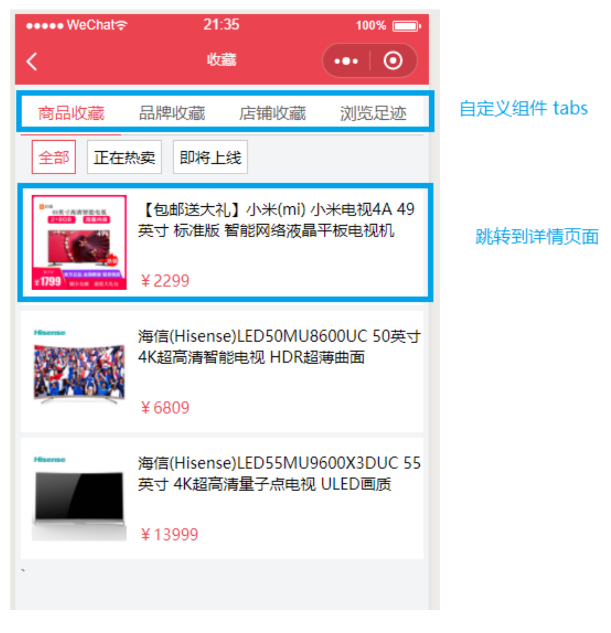 ●●●●● WeChat 21:35 100%
收藏
商品收藏 品牌收藏 店铺收藏 浏览足迹
自定义组件 tabs
全部 正在热卖 即将上线
【包邮送大礼】小米(mi) 小米电视4A 49
英寸 标准版 智能网络液晶平板电视机
跳转到详情页面
¥1799
￥2299
Hisense
海信(Hisense)LED50MU8600UC 50英寸
4K超高清智能电视 HDR超薄曲面
￥6809
Hisense
海信(Hisense)LED55MU9600X3DUC 55
英寸 4K超高清量子点电视 ULED画质
￥13999
、